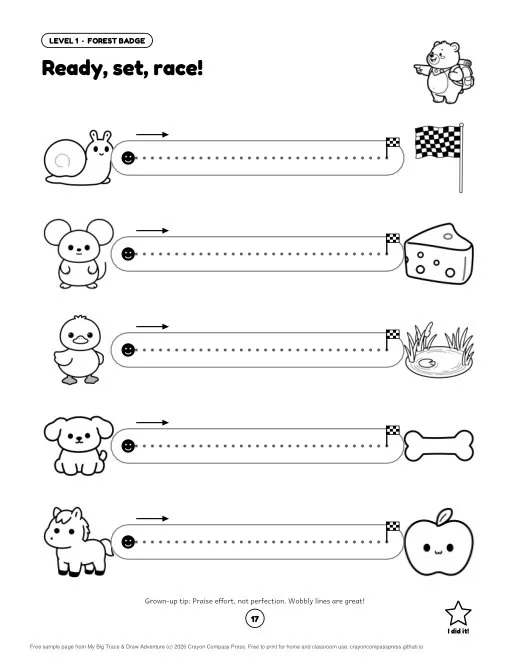 LEVEL 1 · FOREST BADGE
Ready, set, race!
Grown-up tip: Praise effort, not perfection. Wobbly lines are great!
17
I did it!
Free sample page from My Big Trace & Draw Adventure (c) 2026 Crayon Compass Press. Free to print for home and classroom use. crayoncompasspress.github.io